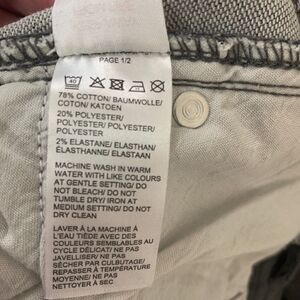 PAGE 1/2
40
78% COTTON/ BAUMWOLLE/
COTON/ KATOEN
20% POLYESTER/
POLYESTER/ POLYESTER/
POLYESTER
2% ELASTANE/ ELASTHAN/
ÉLASTHANNE/ ELASTAAN
MACHINE WASH IN WARM
WATER WITH LIKE COLOURS
AT GENTLE SETTING/ DO
NOT BLEACH/ DO NOT
TUMBLE DRY/ IRON AT
MEDIUM SETTING/ DO NOT
DRY CLEAN
LAVER À LA MACHINE À
L'EAU TIÈDE AVEC DES
COULEURS SEMBLABLES AU
CYCLE DÉLICAT/ NE PAS
JAVELLISER/ NE PAS
SÉCHER PAR CULBUTAGE/
REPASSER À TEMPÉRATURE
MOYENNE/ NE PAS
NETTOYER À SEC